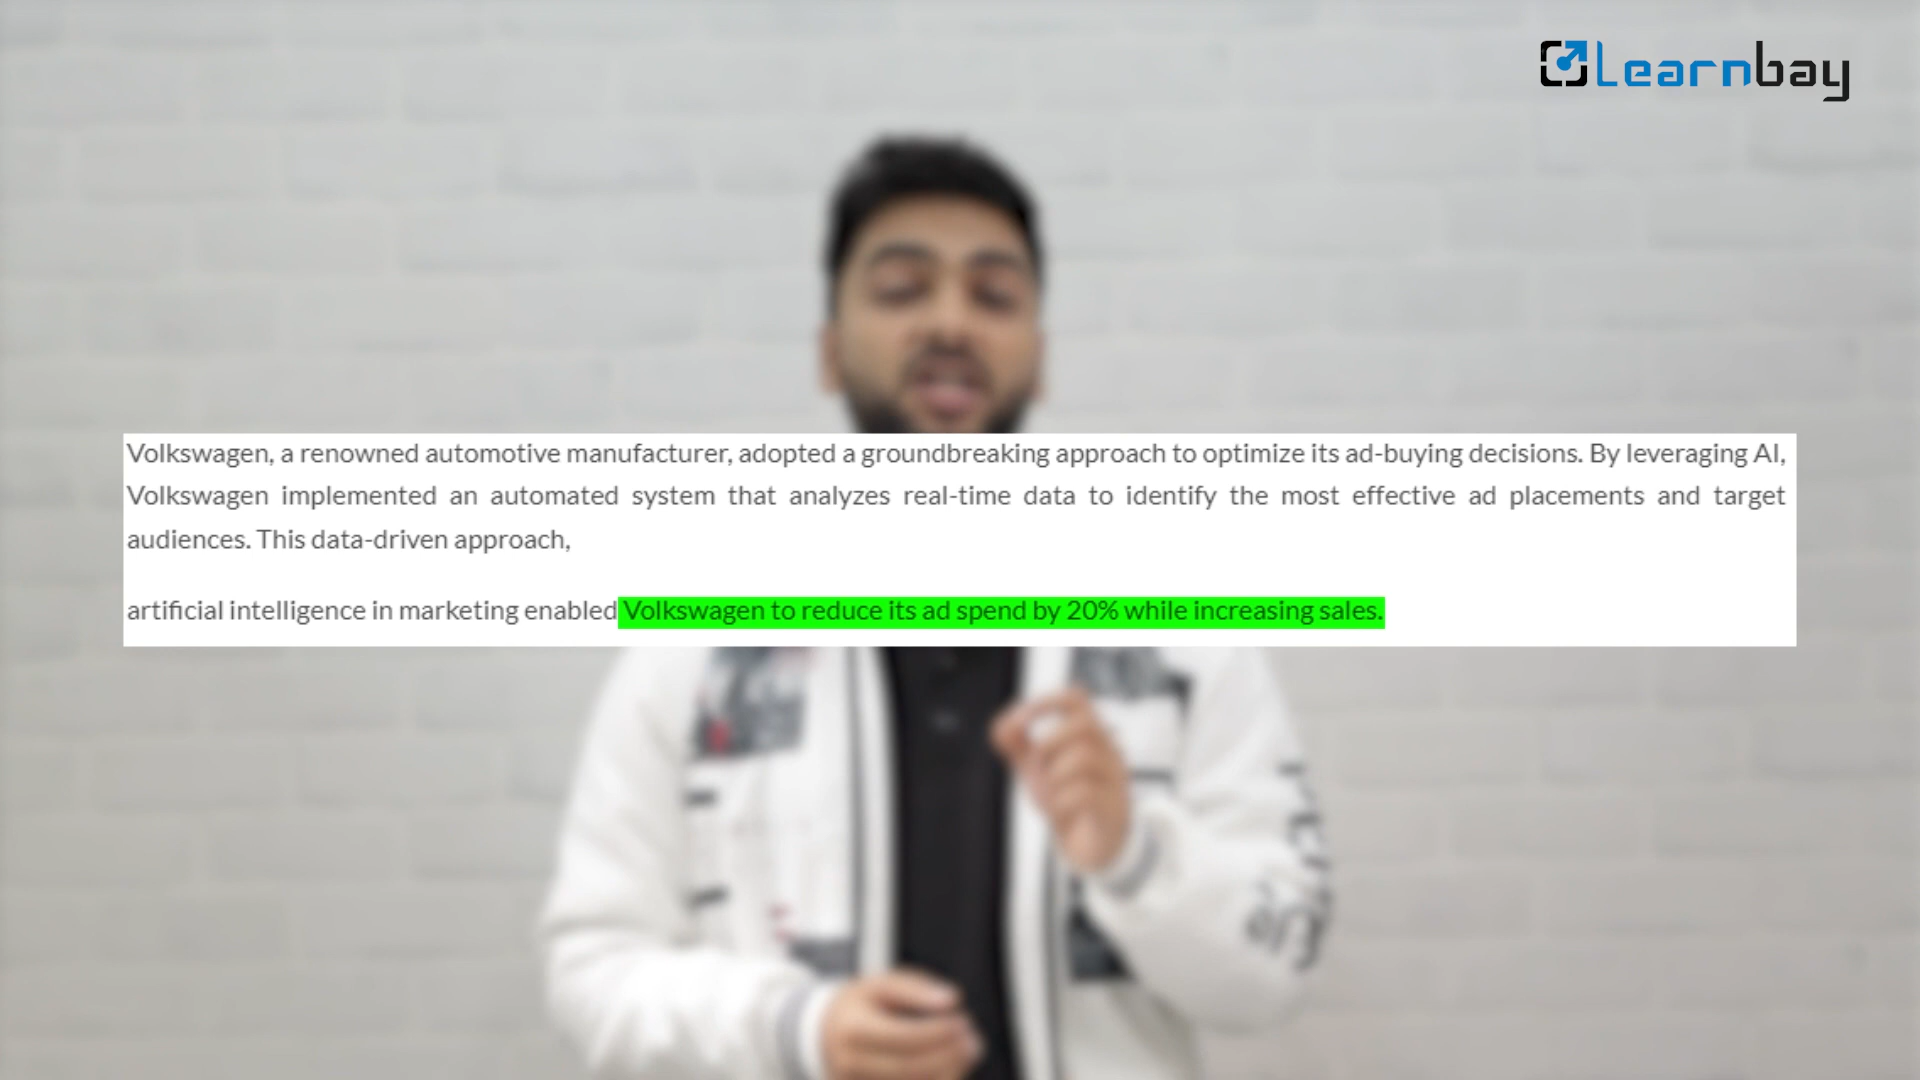 Learnbay
Volkswagen, a renowned automotive manufacturer, adopted a groundbreaking approach to optimize its ad-buying decisions. By leveraging AI,
Volkswagen implemented an automated system that analyzes real-time data to identify the most effective ad placements and target
audiences. This data-driven approach,
artificial intelligence in marketing enabled Volkswagen to reduce its ad spend by 20% while increasing sales.